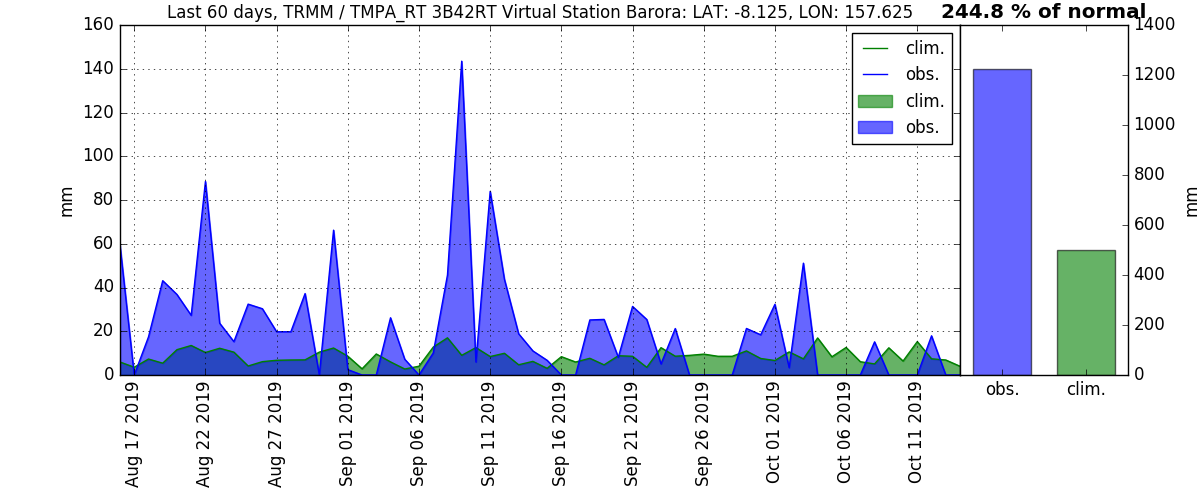 Last 60 days, TRMM / TMPA_RT 3B42RT Virtual Station Barora: LAT: -8.125, LON: 157.625
244.8 % of normal
160
140
120
100
80
60
40
20
0
mm
clim.
obs.
clim.
obs.
Aug 17 2019
Aug 22 2019
Aug 27 2019
Sep 01 2019
Sep 06 2019
Sep 11 2019
Sep 16 2019
Sep 21 2019
Sep 26 2019
Oct 01 2019
Oct 06 2019
Oct 11 2019
1400
1200
1000
800
600
400
200
0
mm
obs.
clim.